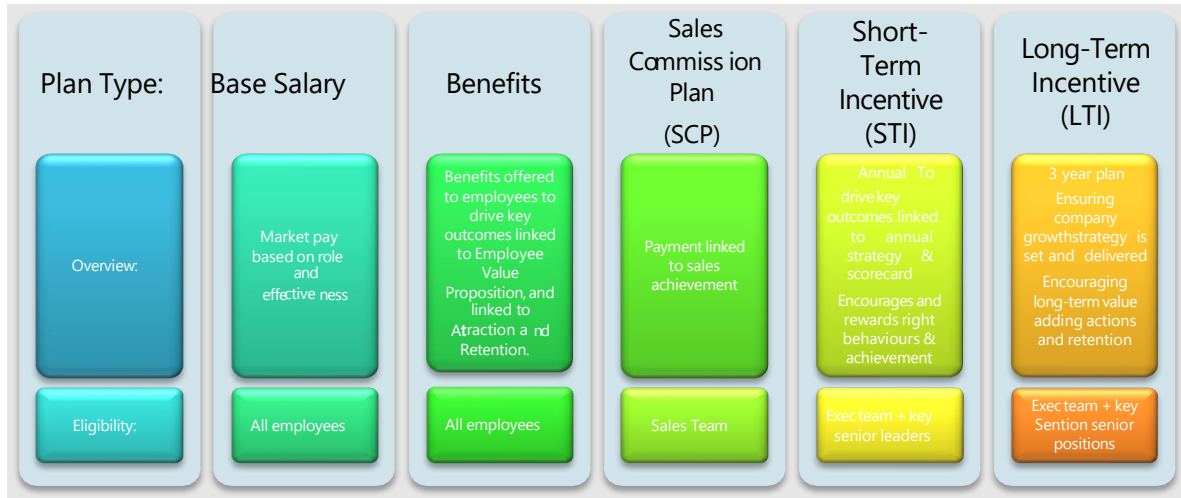 Plan Type:
Overview:
Eligibility:
Base Salary
Market pay
based on role
and
effective ness
All employees
Benefits
Benefits offered
to employees to
drive key
outcomes linked
to Employee
Value
Proposition, and
linked to
Attraction a nd
Retention.
All employees
Sales
Commiss ion
Plan
(SCP)
Payment linked
to sales
achievement
Sales Team
Short-
Term
Incentive
(STI)
Annual To
drive key
outcomes linked
to annual
strategy &
scorecard
Encourages and
rewards right
behaviours &
achievement
Exec team + key
senior leaders
Long-Term
Incentive
(LTI)
3 year plan
Ensuring
company
growthstrategy is
set and delivered
Encouraging
long-term value
adding actions
and retention
Exec team + key
Sention senior
positions